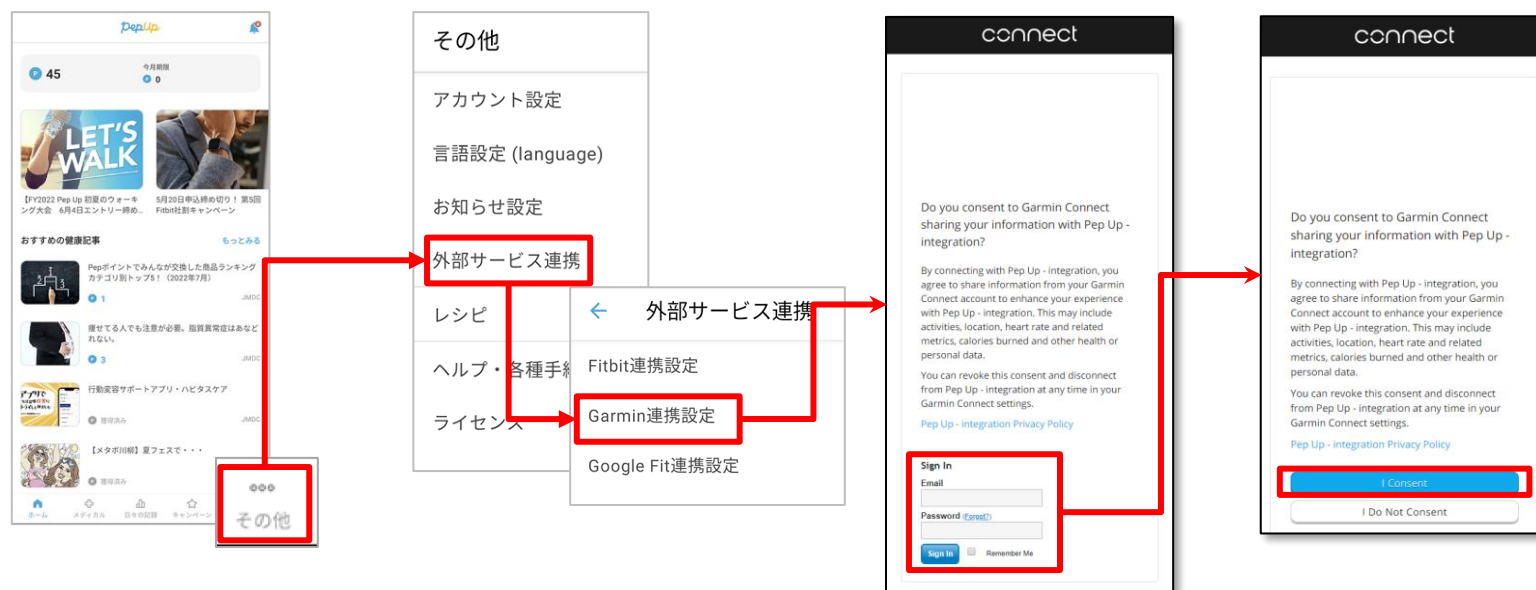 PepUp
45
今月期限
0
LET'S
WALK
【FY2022 Pep Up 初夏のウォーキ
ング大会 6月4日エントリー締め...
5月20日申込締め切り！ 第5回
Fitbit社割キャンペーン
おすすめの健康記事
もっとみる
Pepポイントでみんなが交換した商品ランキング
カテゴリ別トップ5！（2022年7月）
1
JMDC
痩せてる人でも注意が必要。脂質異常症はあなど
れない。
3
JMDC
行動変容サポートアプリ・ハビタスケア
獲得済み
JMDC
【メタボ川柳】夏フェスで・・・
獲得済み
ホーム
メディカル
日々の記録
キャンペーン
その他
その他
アカウント設定
言語設定 (language)
お知らせ設定
外部サービス連携
レシピ
ヘルプ・各種手続
ライセンス
外部サービス連携
Fitbit連携設定
Garmin連携設定
Google Fit連携設定
connect
Do you consent to Garmin Connect
sharing your information with Pep Up -
integration?
By connecting with Pep Up - integration, you
agree to share information from your Garmin
Connect account to enhance your experience
with Pep Up - integration. This may include
activities, location, heart rate and related
metrics, calories burned and other health or
personal data.
You can revoke this consent and disconnect
from Pep Up - integration at any time in your
Garmin Connect settings.
Pep Up - integration Privacy Policy
Sign In
Email
Password (Forgot?)
Sign In
Remember Me
connect
Do you consent to Garmin Connect
sharing your information with Pep Up -
integration?
By connecting with Pep Up - integration, you
agree to share information from your Garmin
Connect account to enhance your experience
with Pep Up - integration. This may include
activities, location, heart rate and related
metrics, calories burned and other health or
personal data.
You can revoke this consent and disconnect
from Pep Up - integration at any time in your
Garmin Connect settings.
Pep Up - integration Privacy Policy
I Consent
I Do Not Consent